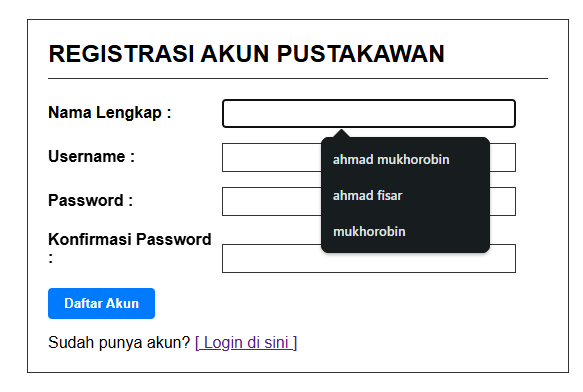 REGISTRASI AKUN PUSTAKAWAN
Nama Lengkap :
ahmad mukhorobin
ahmad fisar
mukhorobin
Username :
Password :
Konfirmasi Password
:
Daftar Akun
Sudah punya akun? [ Login di sini ]